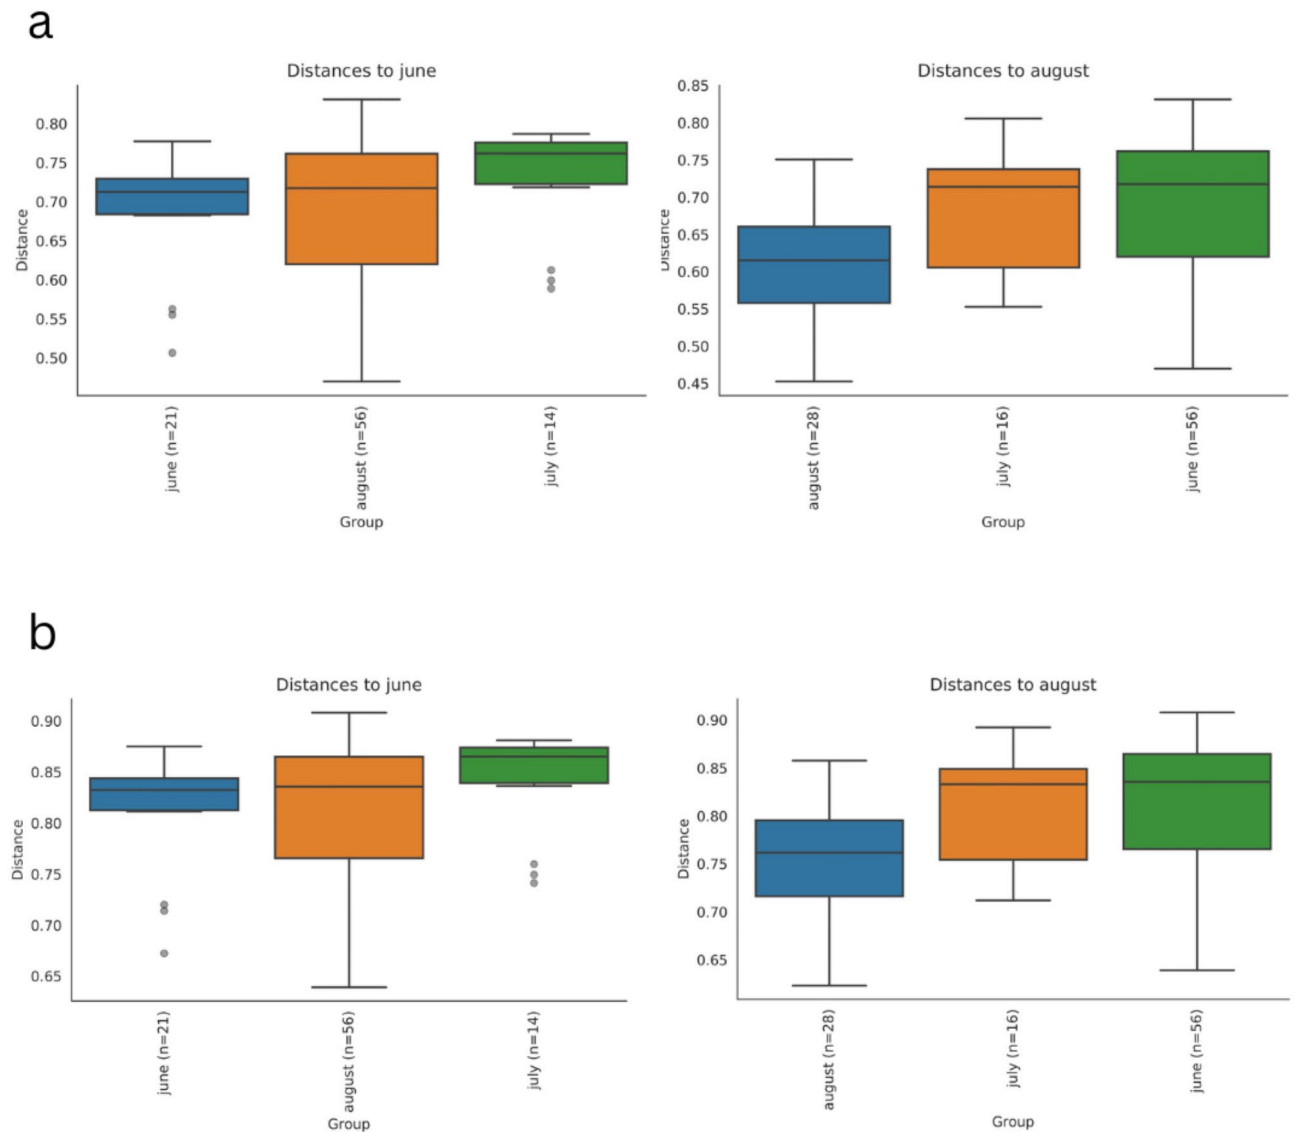 a
Distances to june
Distance
0.80
0.75
0.70
0.65
0.60
0.55
0.50
june (n=21)
august (n=56)
july (n=14)
Group
Distances to august
Distance
0.85
0.80
0.75
0.70
0.65
0.60
0.55
0.50
0.45
august (n=28)
july (n=16)
june (n=56)
Group
b
Distances to june
Distance
0.90
0.85
0.80
0.75
0.70
0.65
june (n=21)
august (n=56)
july (n=14)
Group
Distances to august
Distance
0.90
0.85
0.80
0.75
0.70
0.65
august (n=28)
july (n=16)
june (n=56)
Group